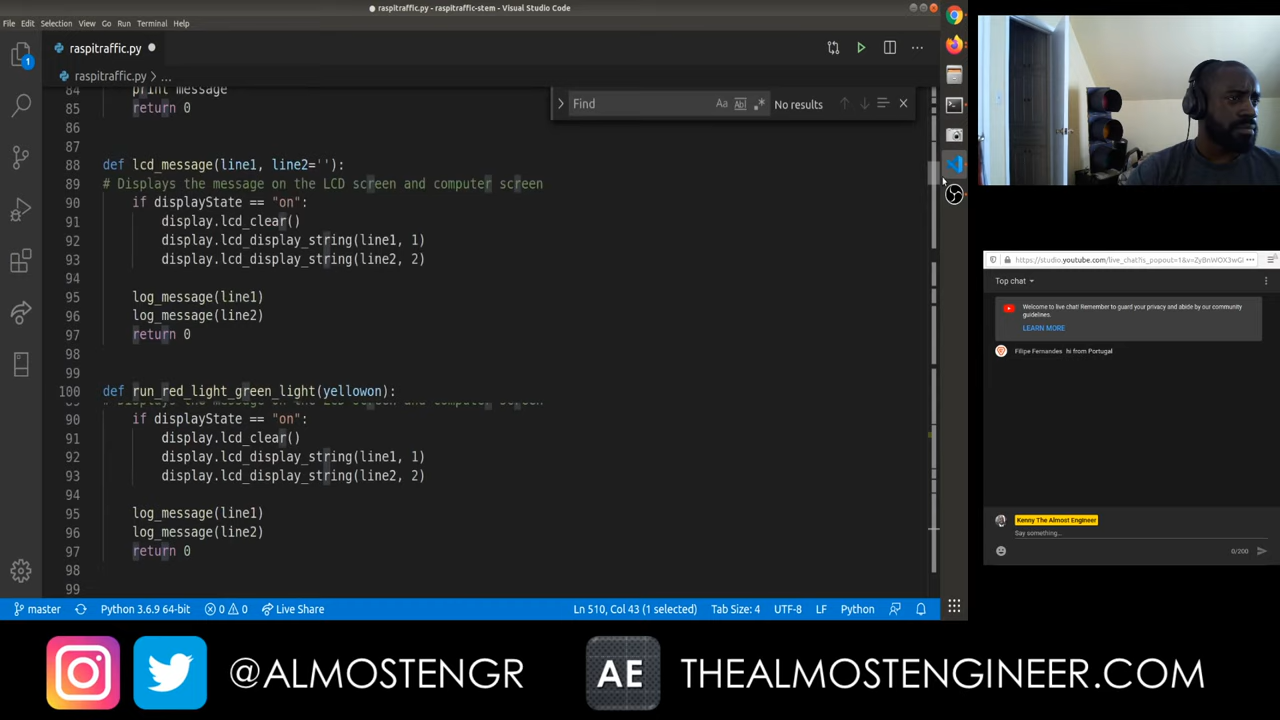 raspitraffic.py - raspitraffic-stem - Visual Studio Code
File Edit Selection View Go Run Terminal Help
raspitraffic.py
raspitraffic.py > ...
Find
Aa
No results
84 print message
85 return 0
86
88 def lcd_message(line1, line2=''):
89 # Displays the message on the LCD screen and computer screen
90 if displayState == "on":
91 display.lcd_clear()
92 display.lcd_display_string(line1, 1)
93 display.lcd_display_string(line2, 2)
94
95 log_message(line1)
96 log_message(line2)
97 return 0
98
100 def run_red_light_green_light(yellowon):
89 # Displays the message on the LCD screen and computer screen
90 if displayState == "on":
91 display.lcd_clear()
92 display.lcd_display_string(line1, 1)
93 display.lcd_display_string(line2, 2)
94
95 log_message(line1)
96 log_message(line2)
97 return 0
98
99
1
master
Python 3.6.9 64-bit
0 0
Live Share
Ln 510, Col 43 (1 selected)
Tab Size: 4
UTF-8
LF
Python
https://studio.youtube.com/live_chat?is_popout=1&v=
Top chat
Welcome to live chat! Remember to guard your privacy and abide by our community
guidelines.
LEARN MORE
Filipe Fernandes hi from Portugal
Kenny The Almost Engineer
Say something...
0/200
@ALMOSTENGR
AE
THEALMOSTENGINEER.COM